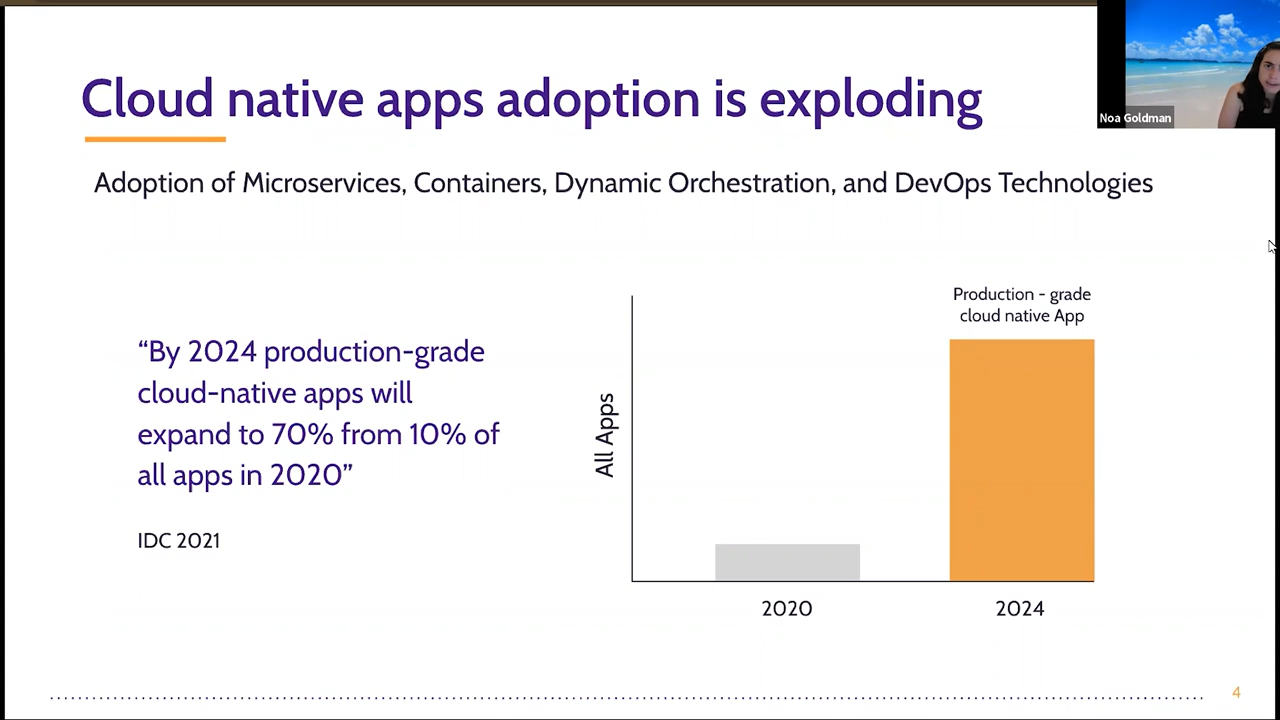 Cloud native apps adoption is exploding
Noa Goldman
Adoption of Microservices, Containers, Dynamic Orchestration, and DevOps Technologies
“By 2024 production-grade
cloud-native apps will
expand to 70% from 10% of
all apps in 2020”
IDC 2021
Production - grade
cloud native App
All Apps
2020
2024
4